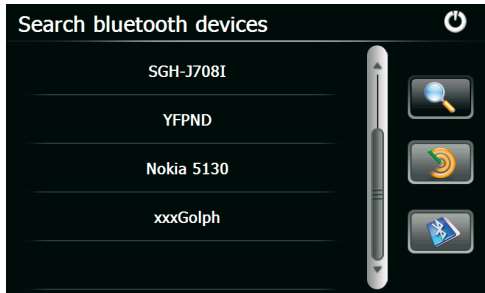 Search bluetooth devices
SGH-J708I
YFPND
Nokia 5130
xxxGolph